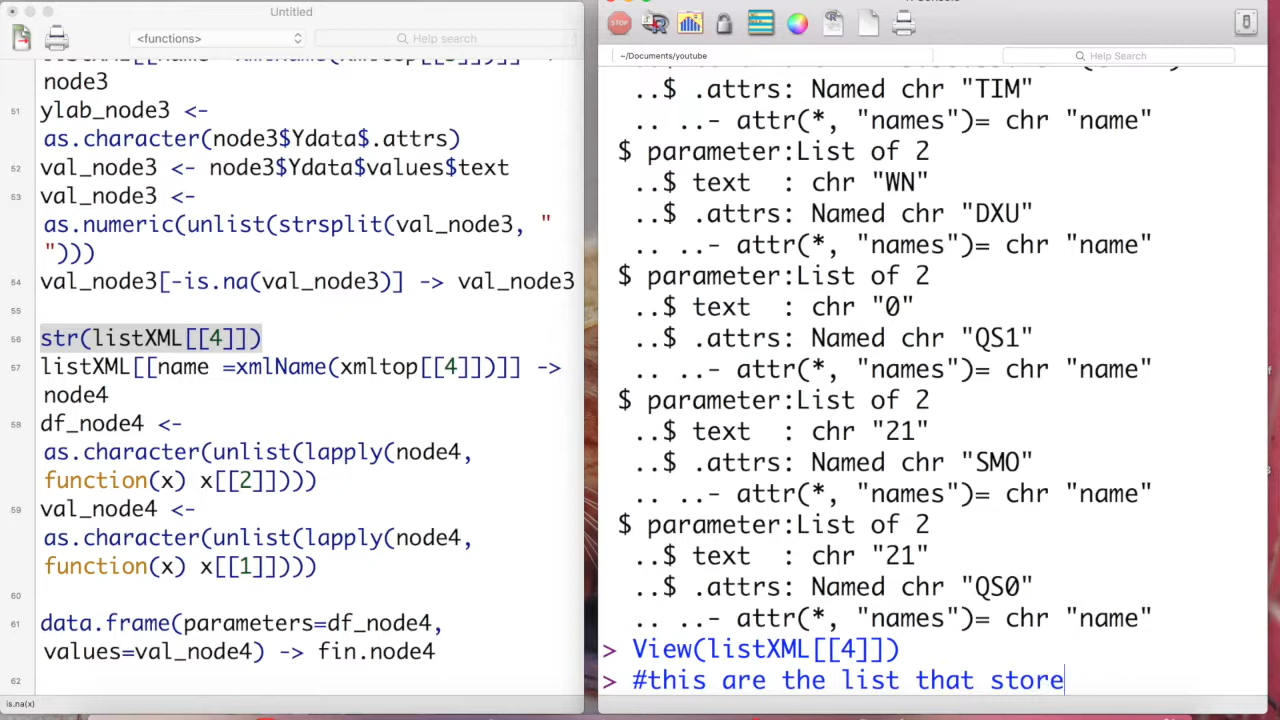 Untitled
<functions>
Help search
node3
51 ylab_node3 <-
as.character(node3$Ydata$.attrs)
52 val_node3 <- node3$Ydata$values$text
53 val_node3 <-
as.numeric(unlist(strsplit(val_node3, "
")))
54 val_node3[-is.na(val_node3)] -> val_node3
55
56 str(listXML[[4]])
57 listXML[[name =xmlName(xmltop[[4]])]] ->
node4
58 df_node4 <-
as.character(unlist(lapply(node4,
function(x) x[[2]])))
59 val_node4 <-
as.character(unlist(lapply(node4,
function(x) x[[1]])))
60
61 data.frame(parameters=df_node4,
values=val_node4) -> fin.node4
62
is.na(x)
STOP
~/Documents/youtube
Help Search
..$ .attrs: Named chr "TIM"
.. ..- attr(*, "names")= chr "name"
$ parameter:List of 2
..$ text  : chr "WN"
..$ .attrs: Named chr "DXU"
.. ..- attr(*, "names")= chr "name"
$ parameter:List of 2
..$ text  : chr "0"
..$ .attrs: Named chr "QS1"
.. ..- attr(*, "names")= chr "name"
$ parameter:List of 2
..$ text  : chr "21"
..$ .attrs: Named chr "SMO"
.. ..- attr(*, "names")= chr "name"
$ parameter:List of 2
..$ text  : chr "21"
..$ .attrs: Named chr "QS0"
.. ..- attr(*, "names")= chr "name"
> View(listXML[[4]])
> #this are the list that store